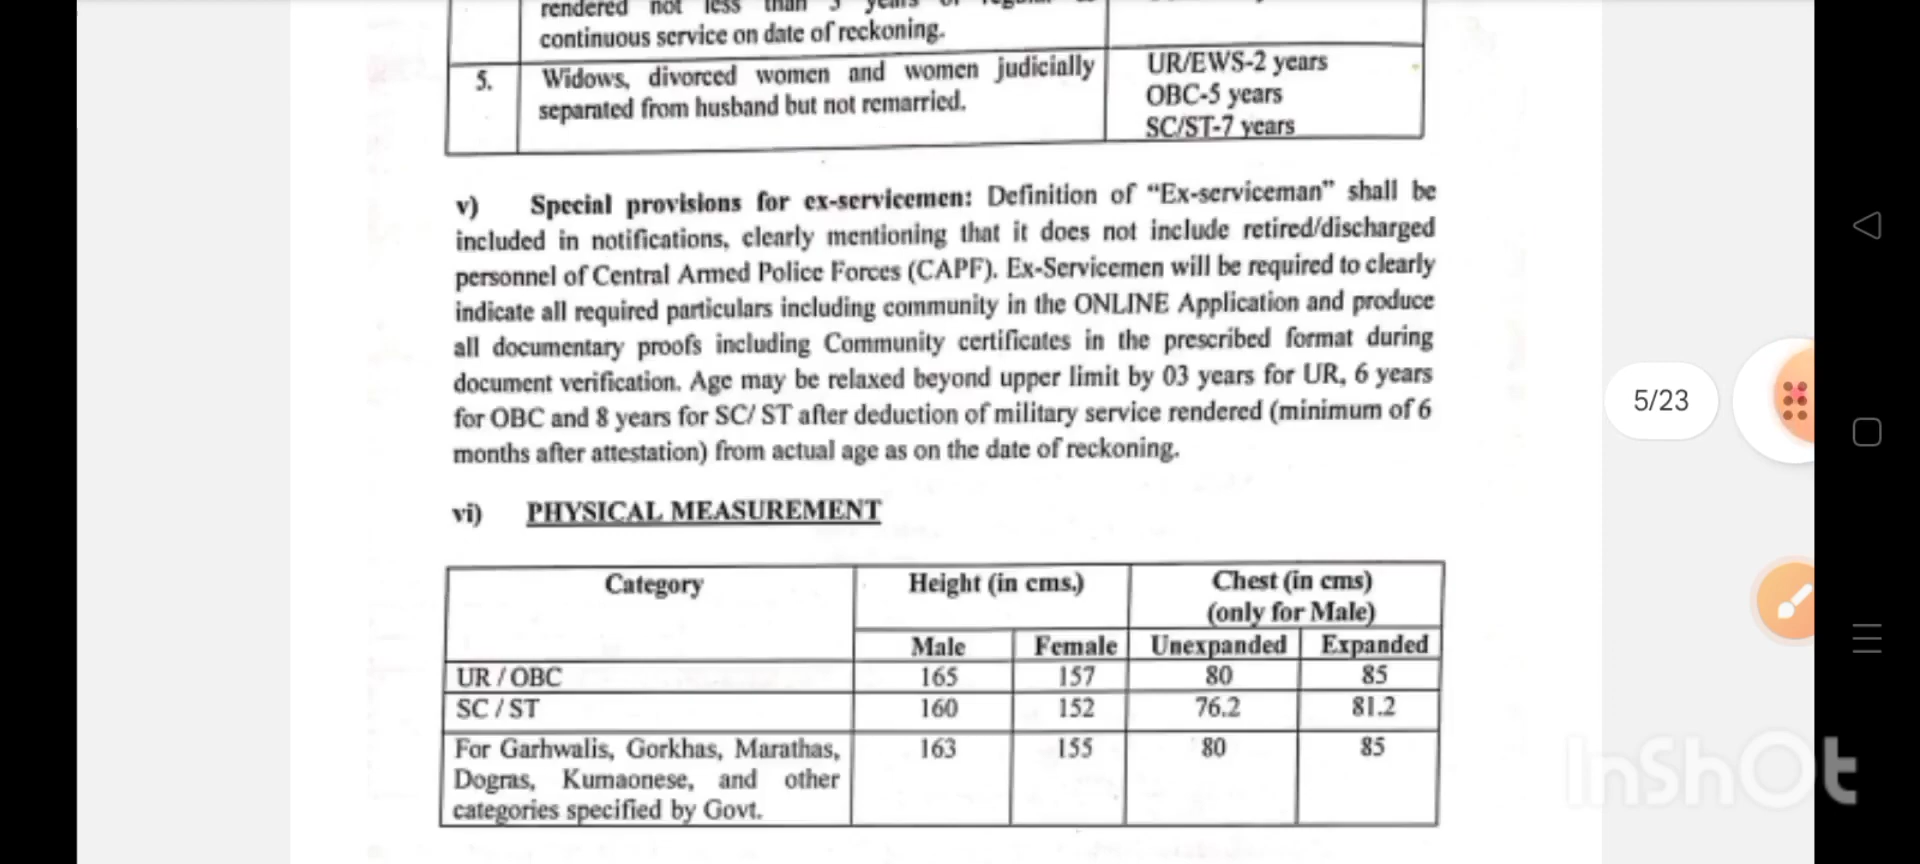 continuous service on date of reckoning.
5. Widows, divorced women and women judicially separated from husband but not remarried.
UR/EWS-2 years
OBC-5 years
SC/ST-7 years
v) Special provisions for ex-servicemen: Definition of “Ex-serviceman” shall be
included in notifications, clearly mentioning that it does not include retired/discharged
personnel of Central Armed Police Forces (CAPF). Ex-Servicemen will be required to clearly
indicate all required particulars including community in the ONLINE Application and produce
all documentary proofs including Community certificates in the prescribed format during
document verification. Age may be relaxed beyond upper limit by 03 years for UR, 6 years
for OBC and 8 years for SC/ ST after deduction of military service rendered (minimum of 6
months after attestation) from actual age as on the date of reckoning.
vi) PHYSICAL MEASUREMENT
Category Height (in cms.) Chest (in cms)
(only for Male)
Male Female Unexpanded Expanded
UR / OBC 165 157 80 85
SC / ST 160 152 76.2 81.2
For Garhwalis, Gorkhas, Marathas, 163 155 80 85
Dogras, Kumaonese, and other
categories specified by Govt.
5/23
InShOt